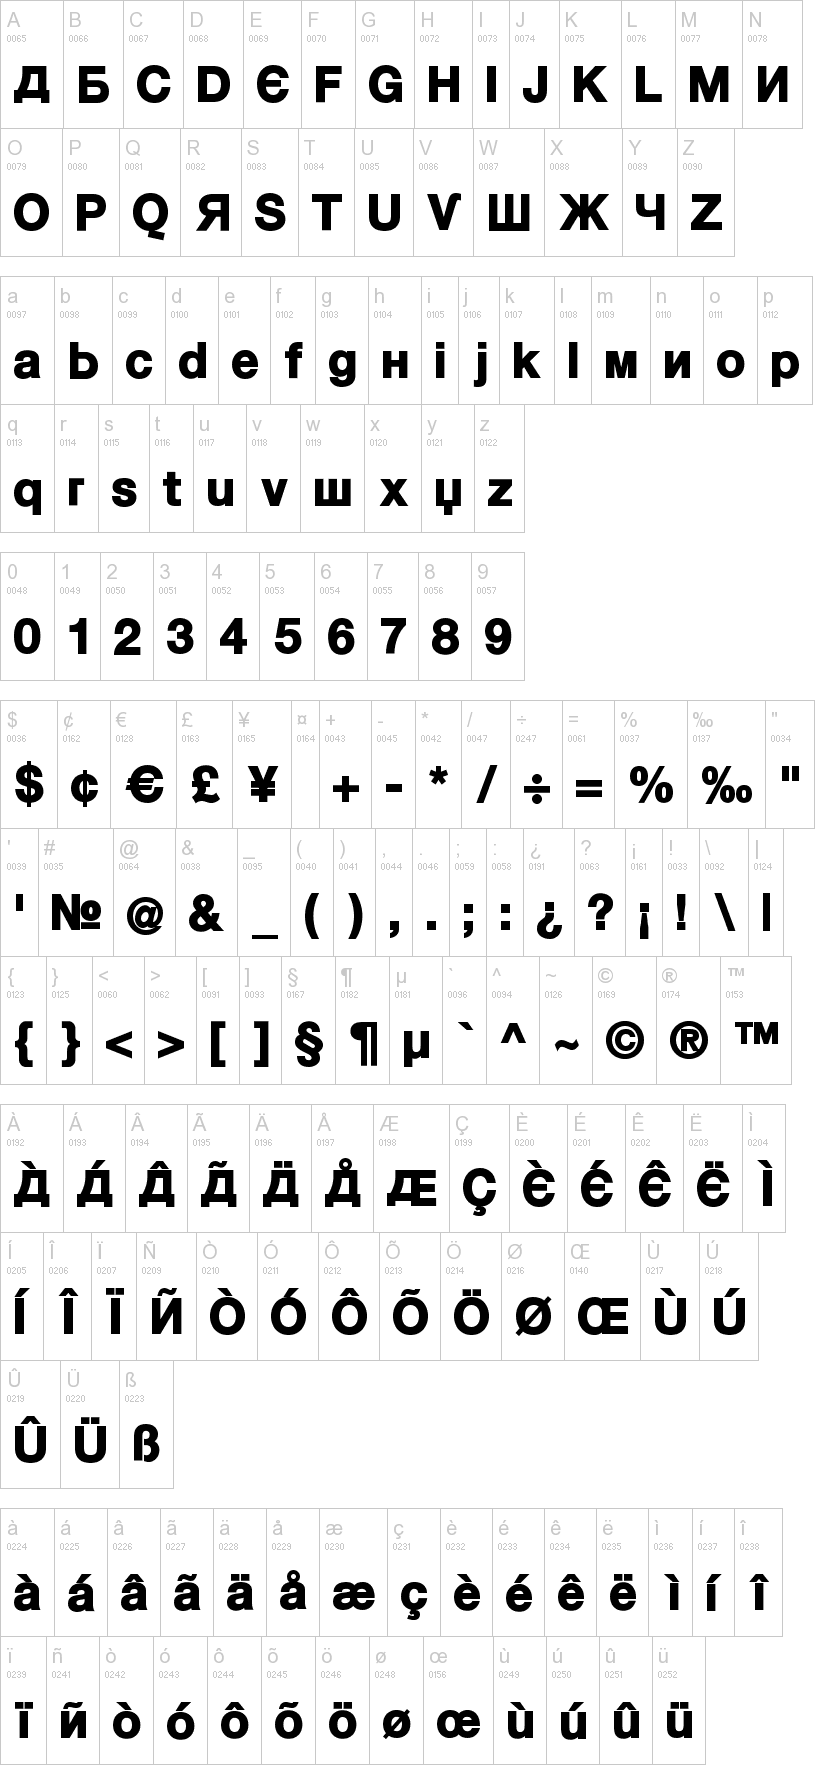 A B C D E F G H I J K L M N
0065 0066 0067 0068 0069 0070 0071 0072 0073 0074 0075 0076 0077 0078
Д Б C D Є F G H I J K L M И
O P Q R S T U V W X Y Z
0079 0080 0081 0082 0083 0084 0085 0086 0087 0088 0089 0090
O P Q Я S T U Ѵ Ш Ж Ч Z
a b c d e f g h i j k l m n o p
0097 0098 0099 0100 0101 0102 0103 0104 0105 0106 0107 0108 0109 0110 0111 0112
a Ь c d e f g н i j k l м и o p
q r s t u v w x y z
0113 0114 0115 0116 0117 0118 0119 0120 0121 0122
q г s t u v ш x џ z
0 1 2 3 4 5 6 7 8 9
0048 0049 0050 0051 0052 0053 0054 0055 0056 0057
0 1 2 3 4 5 6 7 8 9
$ ¢ € £ ¥ ¤ + - * / ÷ = % ‰ "
0036 0162 0128 0163 0165 0164 0043 0045 0042 0047 0247 0061 0037 0137 0034
$ ¢ € £ ¥ + - * / ÷ = % ‰ "
' # @ & _ ( ) , . ; : ¿ ? ¡ ! \ |
0039 0035 0064 0038 0095 0040 0041 0044 0046 0059 0058 0191 0063 0161 0033 0092 0124
' № @ & _ ( ) , . ; : ¿ ? ¡ ! \ |
{ } < > [ ] § ¶ µ ` ^ ~ © ® ™
0123 0125 0060 0062 0091 0093 0167 0182 0181 0096 0094 0126 0169 0174 0153
{ } < > [ ] § ¶ µ ` ^ ~ © ® ™
À Á Â Ã Ä Å Æ Ç È É Ê Ë Ì
0192 0193 0194 0195 0196 0197 0198 0199 0200 0201 0202 0203 0204
Д̀ Д́ Д̂ Д̃ Д̈ Д̊ ДE Ç Є̀ Є́ Є̂ Є̈ Ì
Í Î Ï Ñ Ò Ó Ô Õ Ö Ø Œ Ù Ú
0205 0206 0207 0209 0210 0211 0212 0213 0214 0216 0140 0217 0218
Í Î Ï И̃ Ò Ó Ô Õ Ö Ø Œ Ù Ú
Û Ü ß
0219 0220 0223
Û Ü ß
à á â ã ä å æ ç è é ê ë ì í î
0224 0225 0226 0227 0228 0229 0230 0231 0232 0233 0234 0235 0236 0237 0238
à á â ã ä å æ ç è é ê ë ì í î
ï ñ ò ó ô õ ö ø œ ù ú û ü
0239 0241 0242 0243 0244 0245 0246 0248 0156 0249 0250 0251 0252
ï и̃ ò ó ô õ ö ø œ ù ú û ü